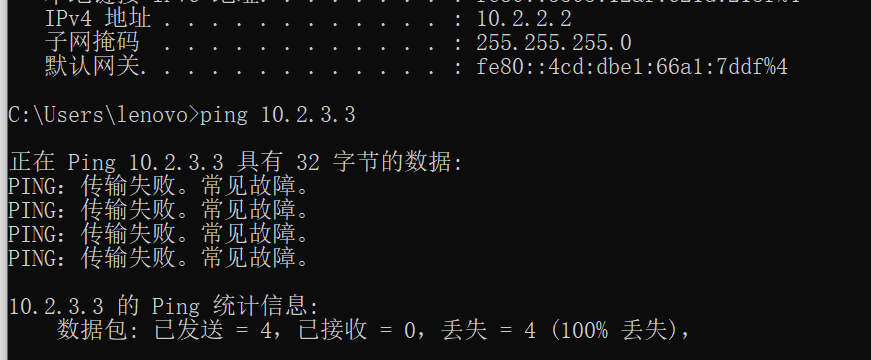 IPv4 地址 . . . . . . . . . . . . : 10.2.2.2
子网掩码 . . . . . . . . . . . . : 255.255.255.0
默认网关. . . . . . . . . . . . . : fe80::4cd:dbe1:66a1:7ddf%4
C:\Users\lenovo>ping 10.2.3.3
正在 Ping 10.2.3.3 具有 32 字节的数据:
PING: 传输失败。常见故障。
PING: 传输失败。常见故障。
PING: 传输失败。常见故障。
PING: 传输失败。常见故障。
10.2.3.3 的 Ping 统计信息:
数据包: 已发送 = 4，已接收 = 0，丢失 = 4 (100% 丢失)，